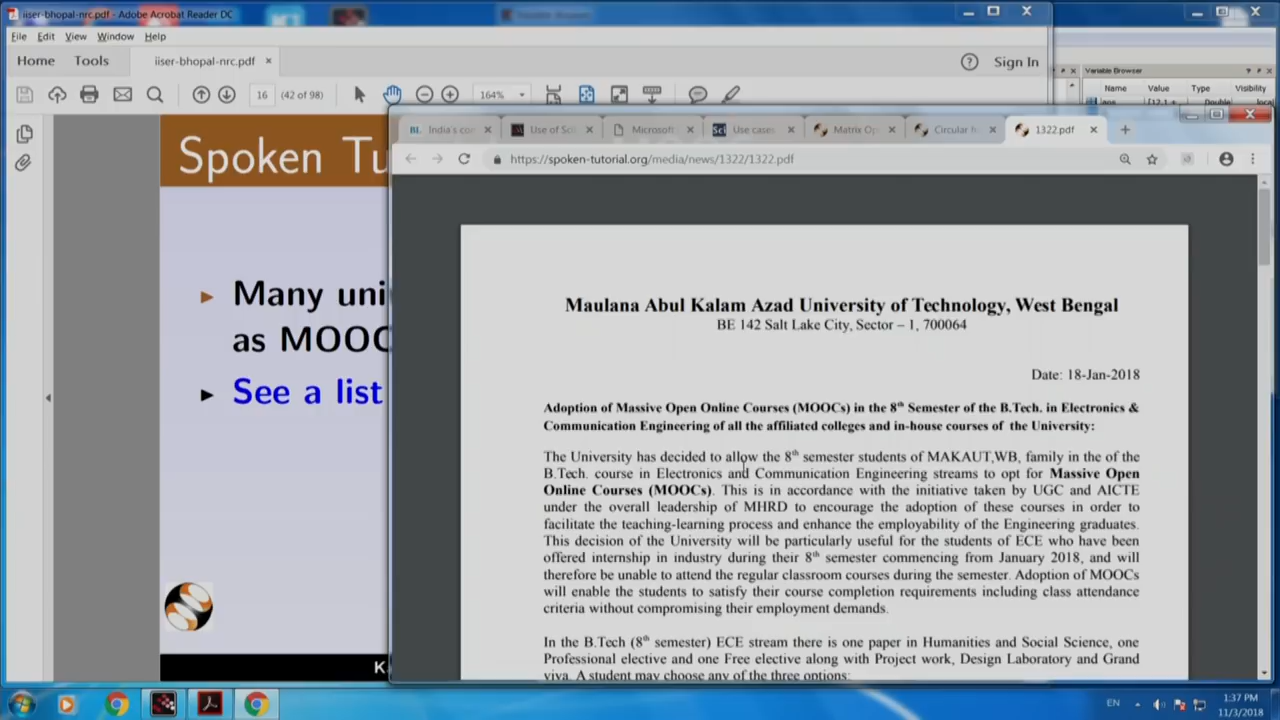 iiser-bhopal-nrc.pdf - Adobe Acrobat Reader DC
File Edit View Window Help
Home Tools iiser-bhopal-nrc.pdf × Sign In
16 (42 of 98) 164%
Variable Browser
Name Value Type Visibility
India's co × Use of Sci × Microsoft × Use cases × Matrix Op × Circular h × 1322.pdf ×
https://spoken-tutorial.org/media/news/1322/1322.pdf
Spoken Tu
Many uni
as MOOC
See a list
Maulana Abul Kalam Azad University of Technology, West Bengal
BE 142 Salt Lake City, Sector – 1, 700064
Date: 18-Jan-2018
Adoption of Massive Open Online Courses (MOOCs) in the 8th Semester of the B.Tech. in Electronics &
Communication Engineering of all the affiliated colleges and in-house courses of the University:
The University has decided to allow the 8th semester students of MAKAUT,WB, family in the of the
B.Tech. course in Electronics and Communication Engineering streams to opt for Massive Open
Online Courses (MOOCs). This is in accordance with the initiative taken by UGC and AICTE
under the overall leadership of MHRD to encourage the adoption of these courses in order to
facilitate the teaching-learning process and enhance the employability of the Engineering graduates.
This decision of the University will be particularly useful for the students of ECE who have been
offered internship in industry during their 8th semester commencing from January 2018, and will
therefore be unable to attend the regular classroom courses during the semester. Adoption of MOOCs
will enable the students to satisfy their course completion requirements including class attendance
criteria without compromising their employment demands.
In the B.Tech (8th semester) ECE stream there is one paper in Humanities and Social Science, one
Professional elective and one Free elective along with Project work, Design Laboratory and Grand
viva. A student may choose any of the three options:
EN
1:37 PM
11/3/2018